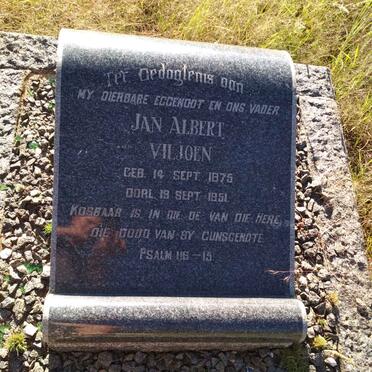 Ter Gedagtenis aan
MY DIERBARE EGGENOOT EN ONS VADER
JAN ALBERT
VILJOEN
GEB. 14 SEPT. 1875
OORL. 19 SEPT. 1951.
KOSBAAR IS IN DIE OË VAN DIE HERE
DIE DOOD VAN SY GUNSGENOTE
PSALM 116-15